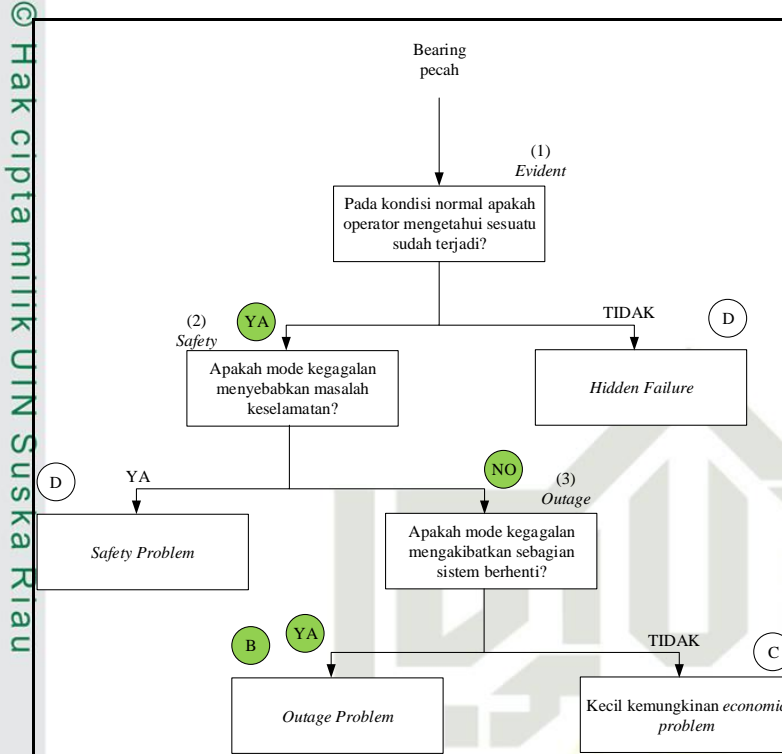 © Hak cipta milik UIN Suska Riau
Bearing
pecah
(1)
Evident
Pada kondisi normal apakah
operator mengetahui sesuatu
sudah terjadi?
(2)
Safety
YA
TIDAK
D
Apakah mode kegagalan
menyebabkan masalah
keselamatan?
Hidden Failure
D
YA
NO
(3)
Outage
Safety Problem
Apakah mode kegagalan
mengakibatkan sebagian
sistem berhenti?
B
YA
TIDAK
C
Outage Problem
Kecil kemungkinan economic
problem